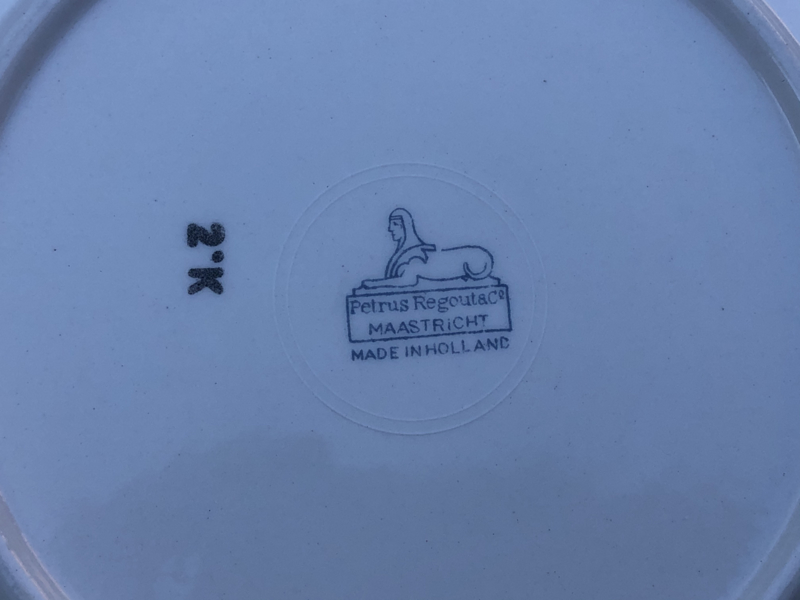 2.K
Petrus Regout & Co
MAASTRICHT
MADE IN HOLLAND